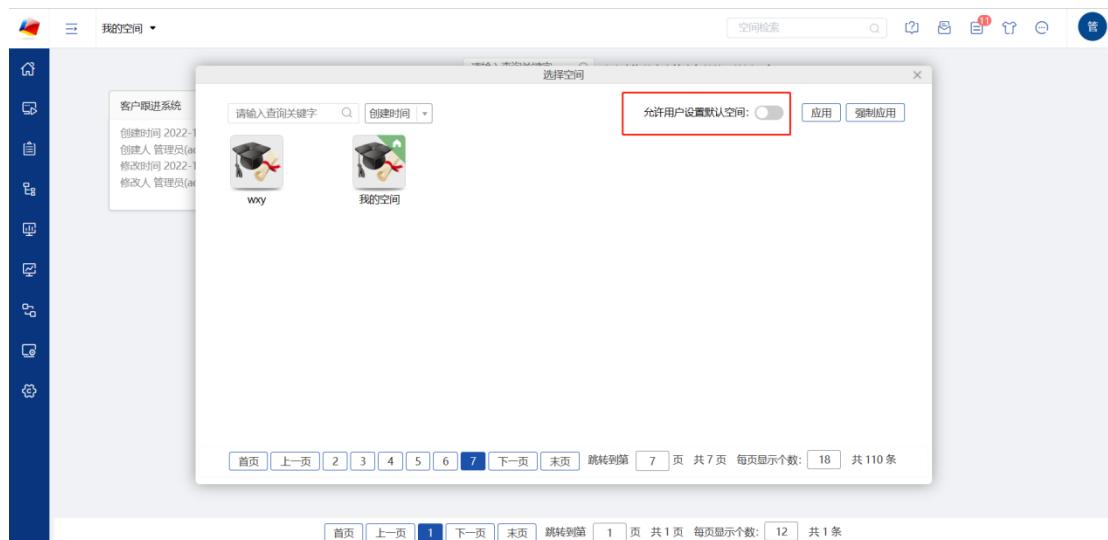 我的空间
空间检索
11
管
选择空间
客户跟进系统
创建时间 2022-1
创建人 管理员(ad
修改时间 2022-1
修改人 管理员(ad
请输入查询关键字
创建时间
允许用户设置默认空间:
应用
强制应用
wxy
我的空间
首页 上一页 2 3 4 5 6 7 下一页 末页 跳转到第 7 页 共 7 页 每页显示个数: 18 共 110 条
首页 上一页 1 下一页 末页 跳转到第 1 页 共 1 页 每页显示个数: 12 共 1 条